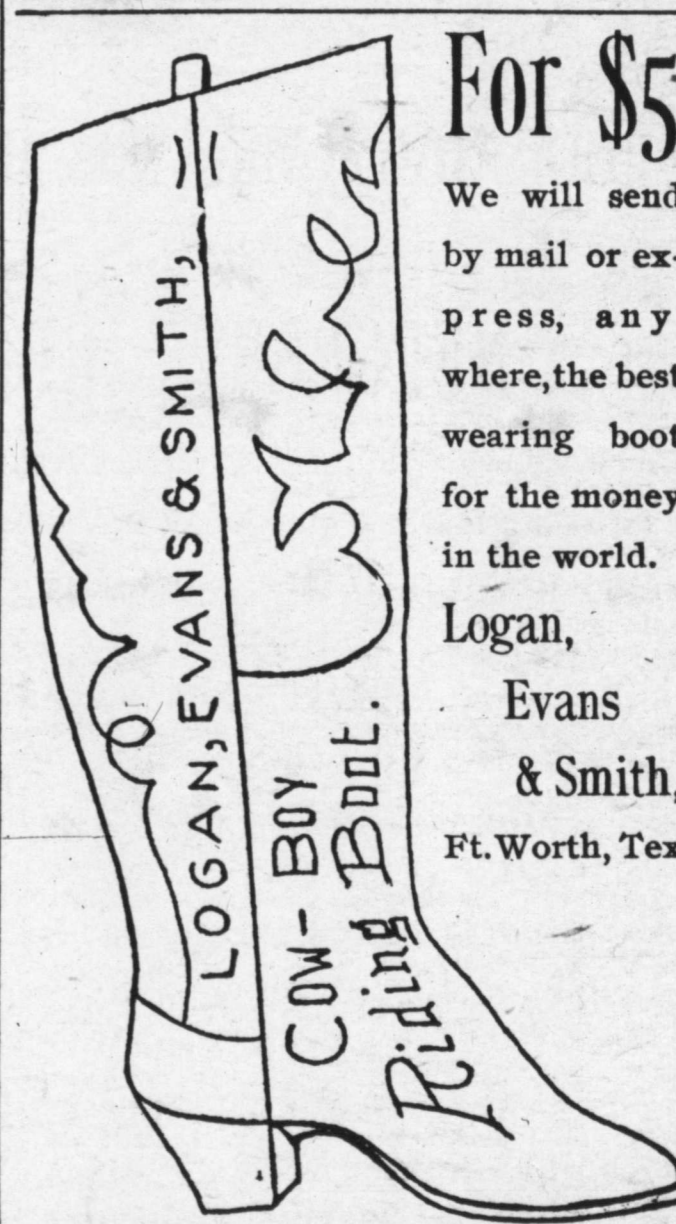 For $5
We will send
by mail or ex-
press, any
where, the best
wearing boot
for the money
in the world.
Logan,
Evans
& Smith,
Ft. Worth, Tex
LOGAN, EVANS & SMITH,
COW-BOY
Riding Boot.